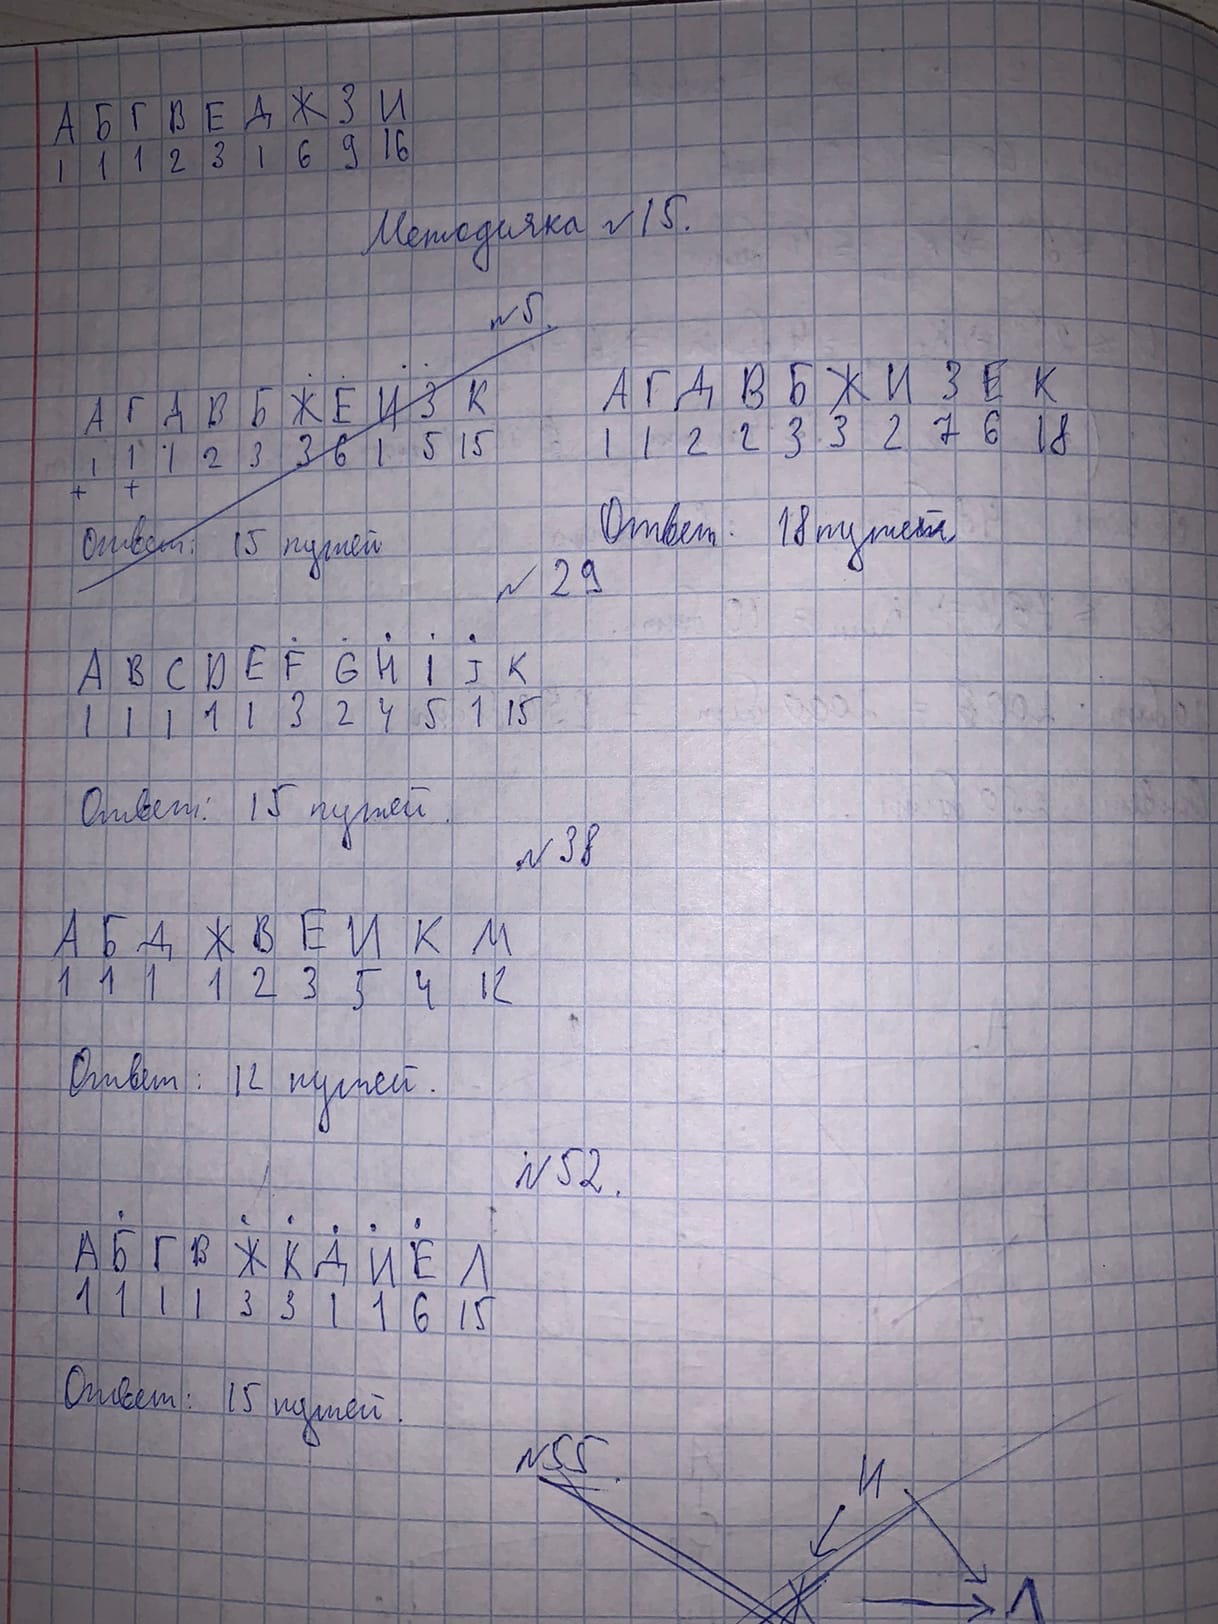 А Б Г В Е Д Ж З И
1 1 1 2 3 1 6 9 16
Методичка №15.
№5.
А Г Д В Б Ж Е И З К
1 1 1 2 3 3 6 1 5 15
+ +
Ответ: 15 путей
А Г Д В Б Ж И З Е К
1 1 2 2 3 3 2 7 6 18
Ответ: 18 путей
№29
A B C D E F G H I J K
1 1 1 1 1 3 2 4 5 1 15
Ответ: 15 путей.
№38
А Б Д Ж В Е И К М
1 1 1 1 2 3 5 4 12
Ответ: 12 путей.
№52.
А Б Г В Ж К Д И Е Л
1 1 1 1 3 3 1 1 6 15
Ответ: 15 путей.
№55.
И
Л